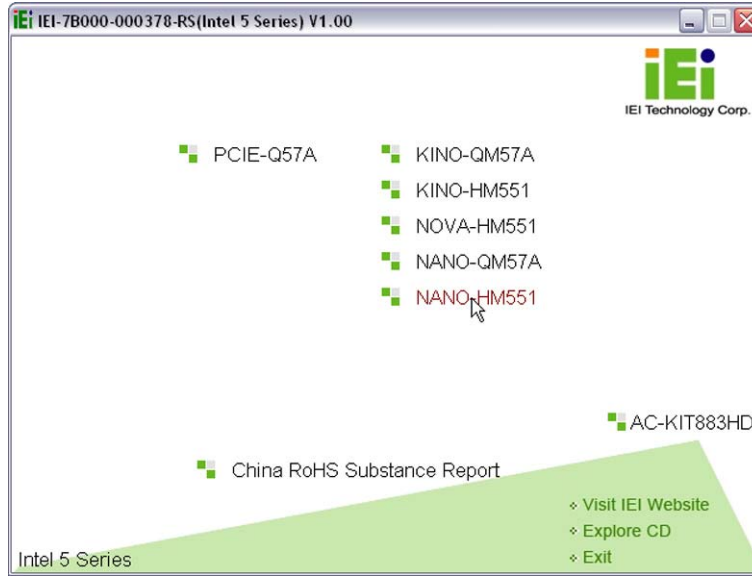 iEi IEI-7B000-000378-RS(Intel 5 Series) V1.00
iEi
IEI Technology Corp.
PCIE-Q57A
KINO-QM57A
KINO-HM551
NOVA-HM551
NANO-QM57A
NANO-HM551
AC-KIT883HD
China RoHS Substance Report
Visit IEI Website
Explore CD
Exit
Intel 5 Series